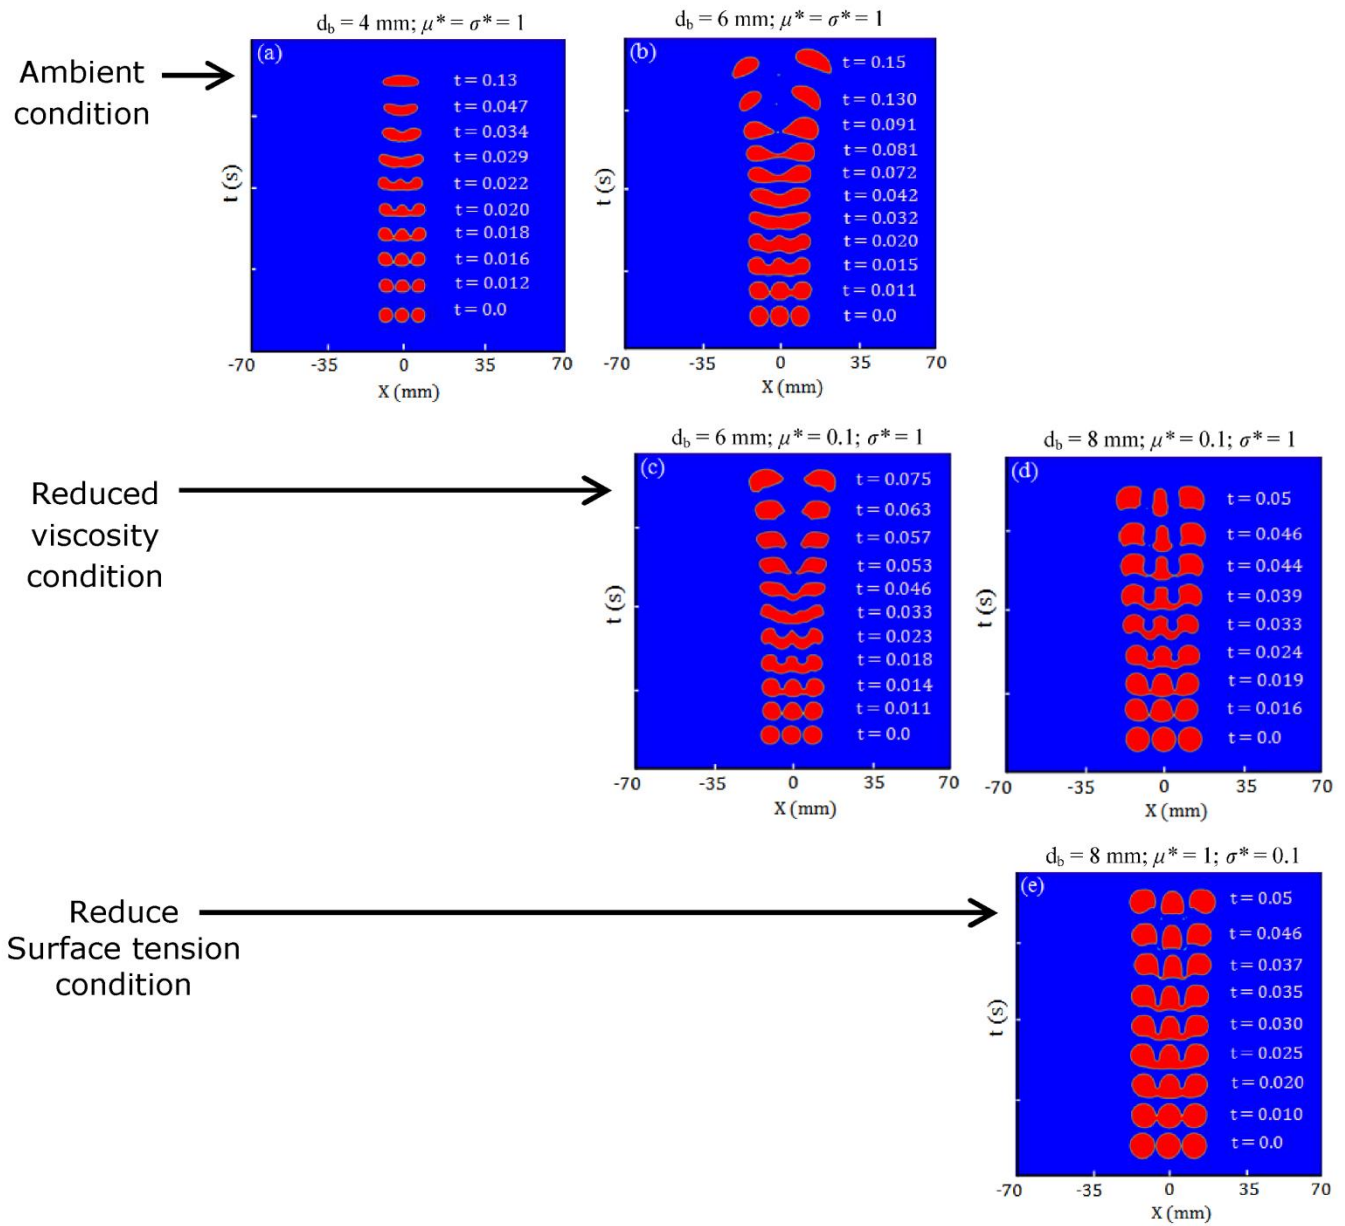 d_b = 4 mm; μ* = σ* = 1
d_b = 6 mm; μ* = σ* = 1
Ambient
condition
(a)
t = 0.13
t = 0.047
t = 0.034
t = 0.029
t = 0.022
t = 0.020
t = 0.018
t = 0.016
t = 0.012
t = 0.0
t (s)
-70 -35 0 35 70
X (mm)
(b)
t = 0.15
t = 0.130
t = 0.091
t = 0.081
t = 0.072
t = 0.042
t = 0.032
t = 0.020
t = 0.015
t = 0.011
t = 0.0
t (s)
-70 -35 0 35 70
X (mm)
Reduced
viscosity
condition
d_b = 6 mm; μ* = 0.1; σ* = 1
(c)
t = 0.075
t = 0.063
t = 0.057
t = 0.053
t = 0.046
t = 0.033
t = 0.023
t = 0.018
t = 0.014
t = 0.011
t = 0.0
t (s)
-70 -35 0 35 70
X (mm)
d_b = 8 mm; μ* = 0.1; σ* = 1
(d)
t = 0.05
t = 0.046
t = 0.044
t = 0.039
t = 0.033
t = 0.024
t = 0.019
t = 0.016
t = 0.0
t (s)
-70 -35 0 35 70
X (mm)
Reduce
Surface tension
condition
d_b = 8 mm; μ* = 1; σ* = 0.1
(e)
t = 0.05
t = 0.046
t = 0.037
t = 0.035
t = 0.030
t = 0.025
t = 0.020
t = 0.010
t = 0.0
t (s)
-70 -35 0 35 70
X (mm)